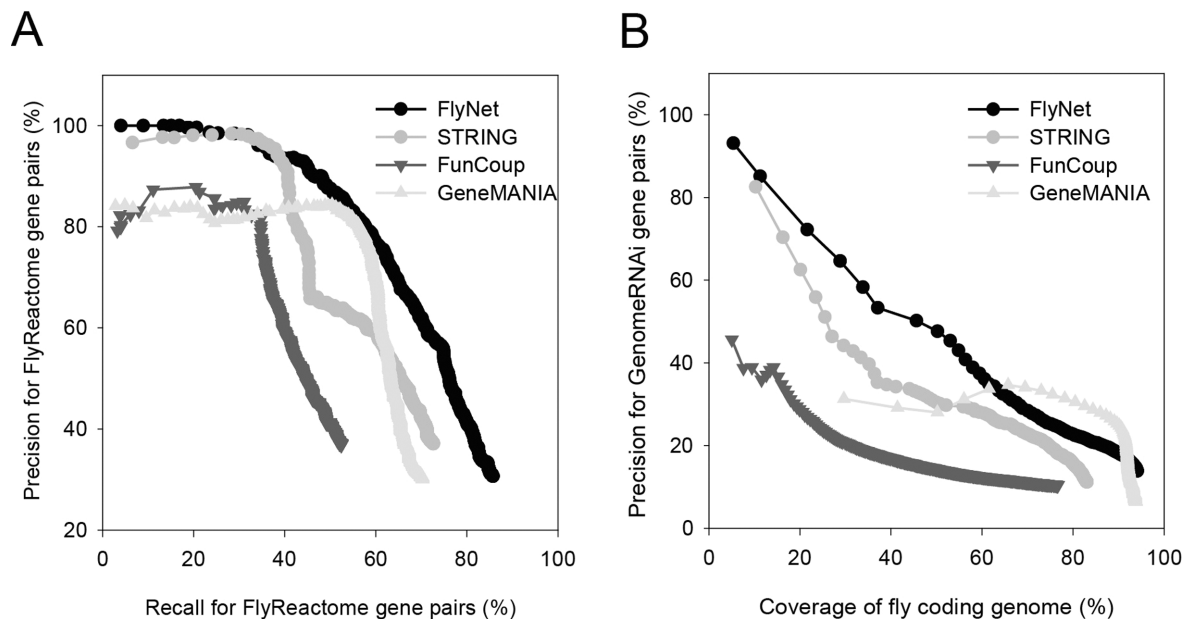 A
Precision for FlyReactome gene pairs (%)
100
80
60
40
20
0
20
40
60
80
100
Recall for FlyReactome gene pairs (%)
FlyNet
STRING
FunCoup
GeneMANIA
B
Precision for GenomeRNAi gene pairs (%)
100
80
60
40
20
0
0
20
40
60
80
100
Coverage of fly coding genome (%)
FlyNet
STRING
FunCoup
GeneMANIA